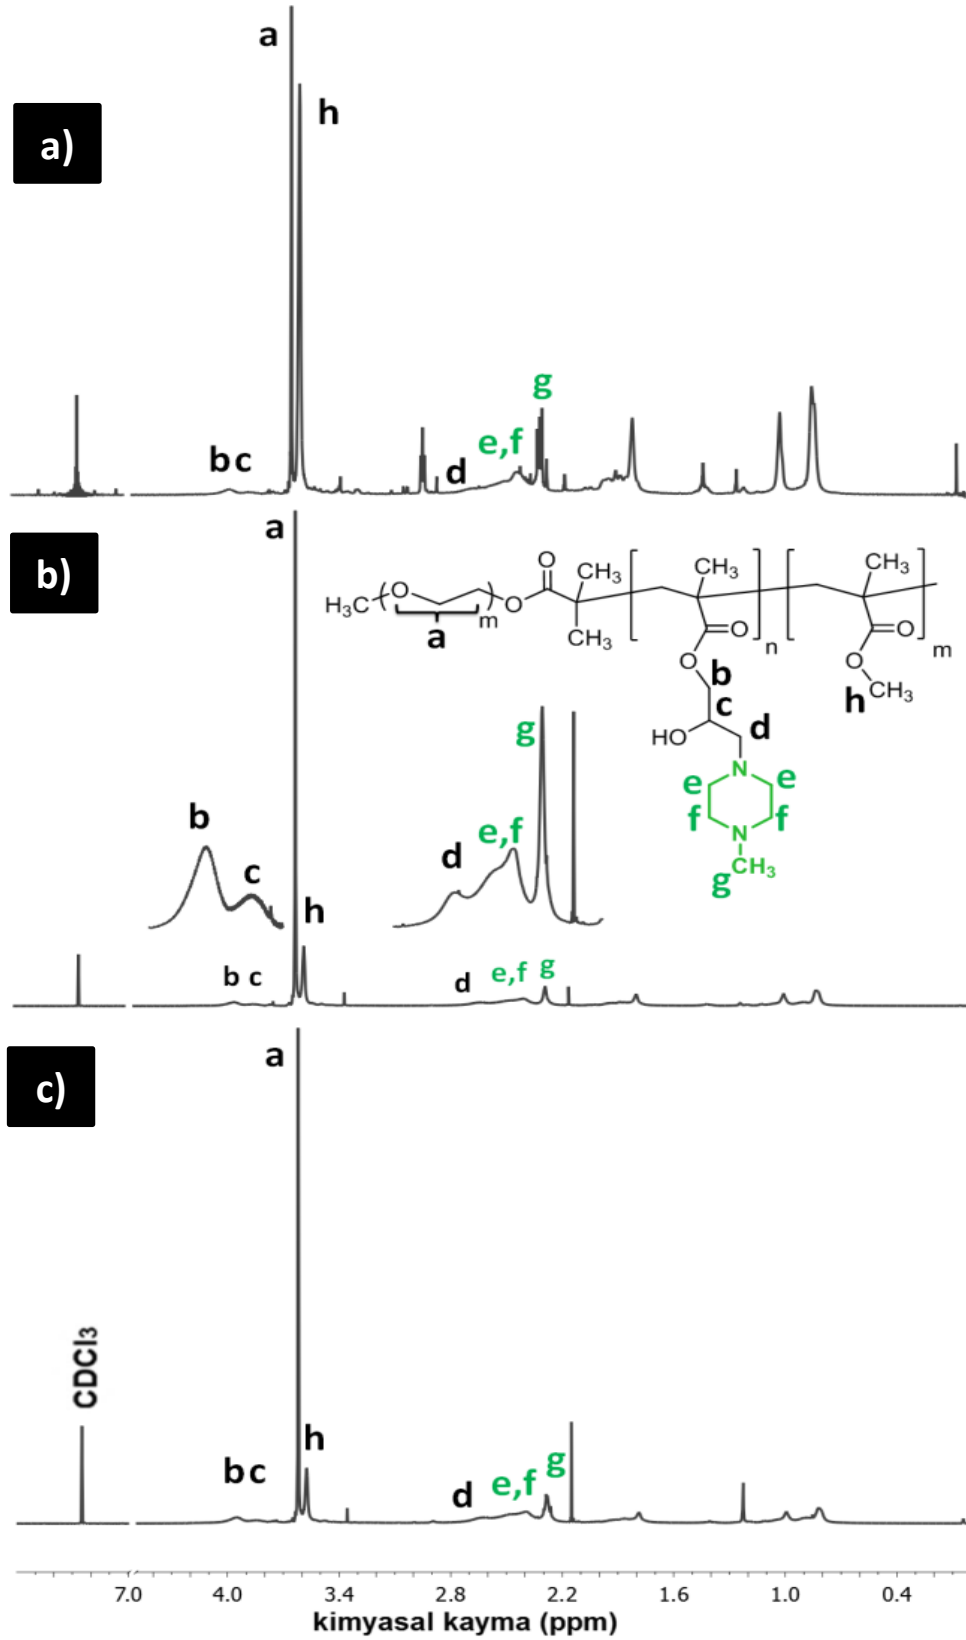 a
h
a)
g
e,f
b c
d
a
b)
O
CH3
CH3
CH3
H3C
O
m
O
CH3
O
O
n
m
a
O
b
O
h
CH3
c
g
HO
d
N
e
e
b
e,f
f
f
d
N
c
CH3
g
h
b c
d
e,f
g
a
c)
CDCl3
h
b c
g
e,f
d
7.0 4.0 3.4 2.8 2.2 1.6 1.0 0.4
kimyasal kayma (ppm)